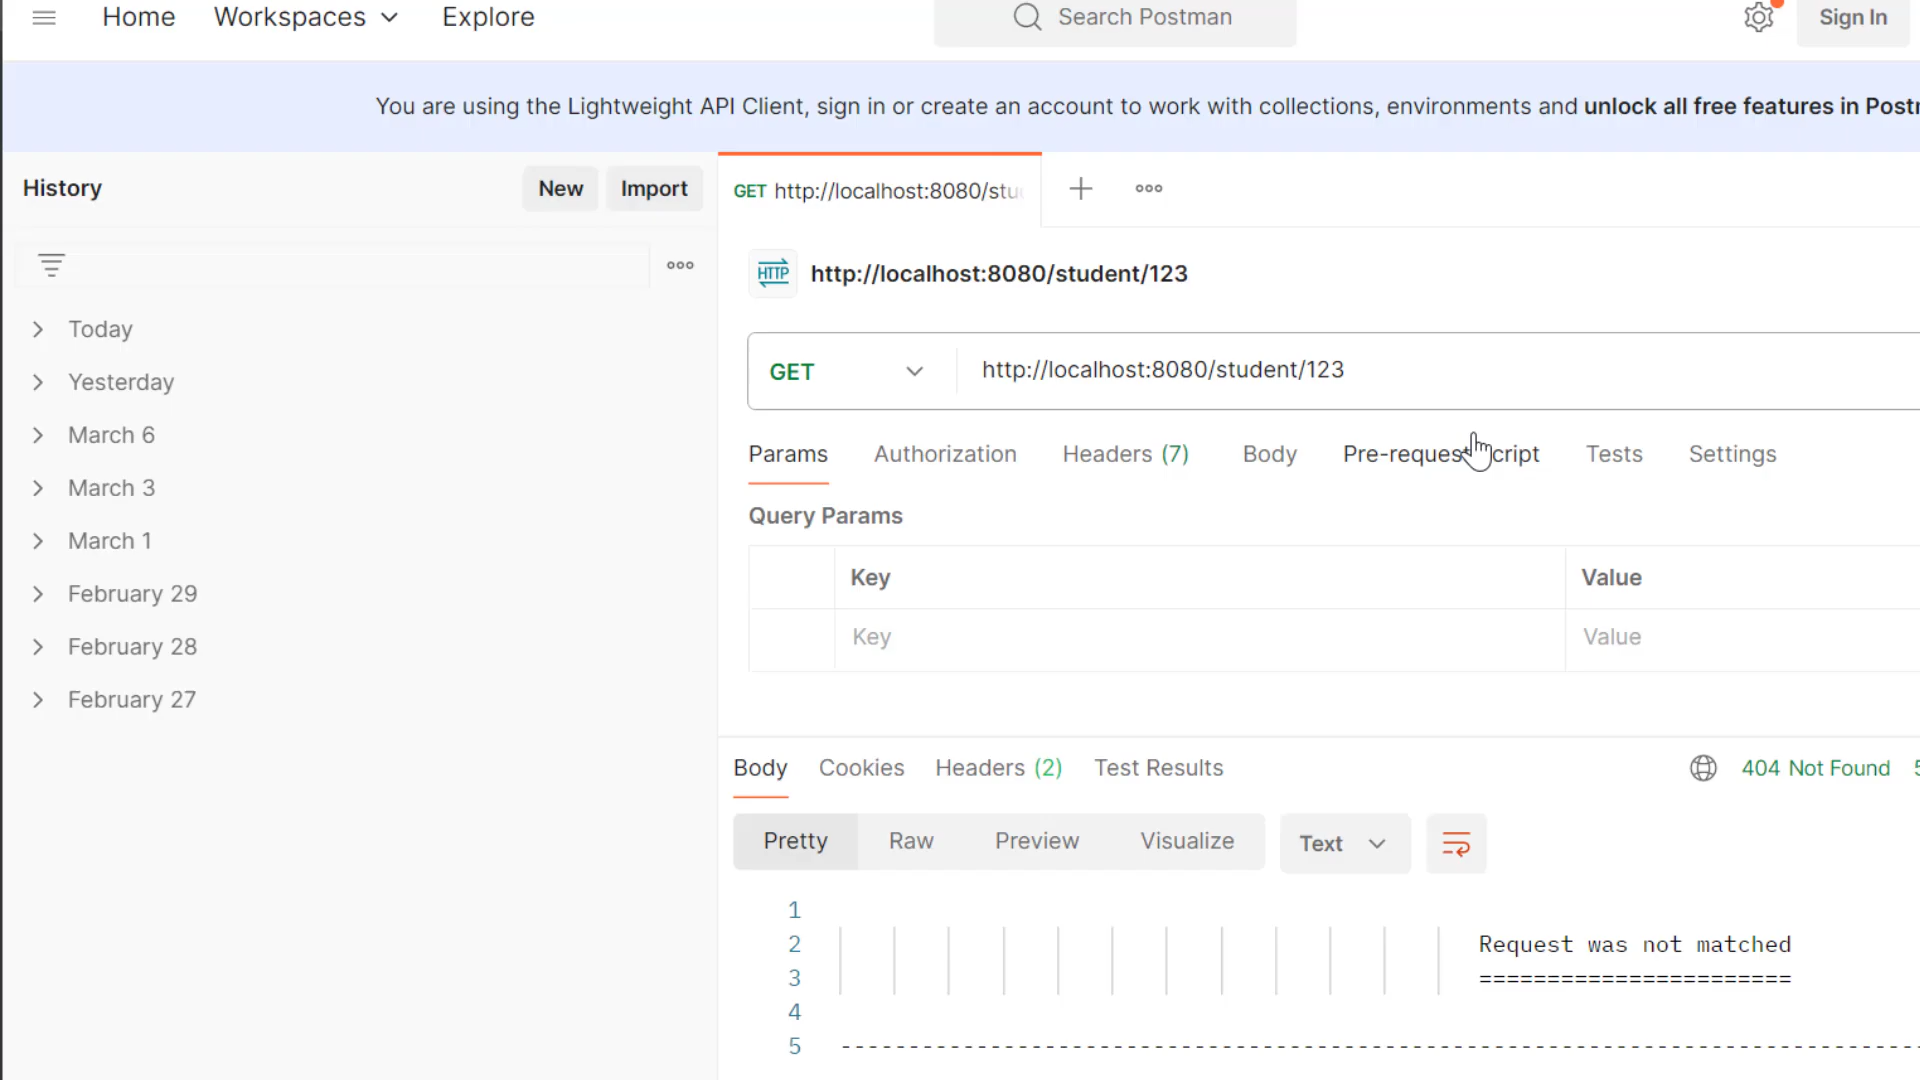 Home Workspaces Explore Search Postman Sign In
You are using the Lightweight API Client, sign in or create an account to work with collections, environments and unlock all free features in
History New Import
GET http://localhost:8080/stu
HTTP http://localhost:8080/student/123
Today
Yesterday
March 6
March 3
March 1
February 29
February 28
February 27
GET http://localhost:8080/student/123
Params Authorization Headers (7) Body Pre-request Script Tests Settings
Query Params
Key Value
Key Value
Body Cookies Headers (2) Test Results 404 Not Found
Pretty Raw Preview Visualize Text
1
2 Request was not matched
3 =======================
4
5 ----------------------------------------------------------------------